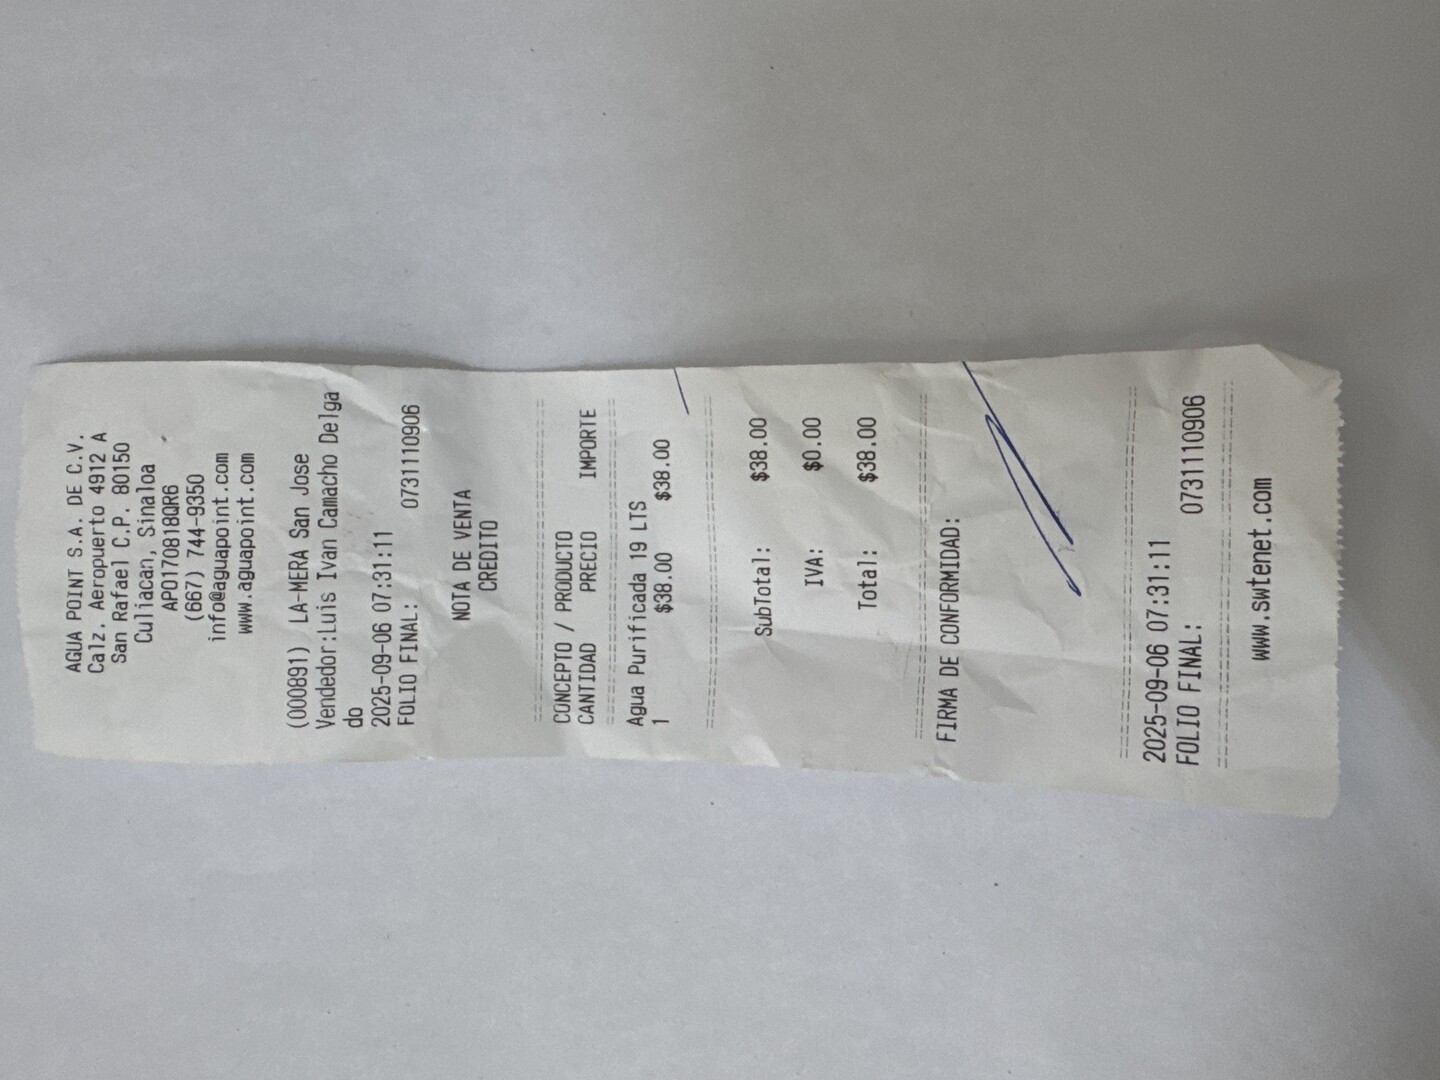 AGUA POINT S.A. DE C.V.
Calz. Aeropuerto 4912 A
San Rafael C.P. 80150
Culiacan, Sinaloa
APO170818QR6
(667) 744-9350
info@aguapoint.com
www.aguapoint.com
(000891) LA-MERA San Jose
Vendedor:Luis Ivan Camacho Delga
do
2025-09-06 07:31:11
FOLIO FINAL: 0731110906
NOTA DE VENTA
CREDITO
CONCEPTO / PRODUCTO
CANTIDAD PRECIO IMPORTE
Agua Purificada 19 LTS
1 $38.00 $38.00
SubTotal: $38.00
IVA: $0.00
Total: $38.00
FIRMA DE CONFORMIDAD:
2025-09-06 07:31:11
FOLIO FINAL: 0731110906
www.swtenet.com